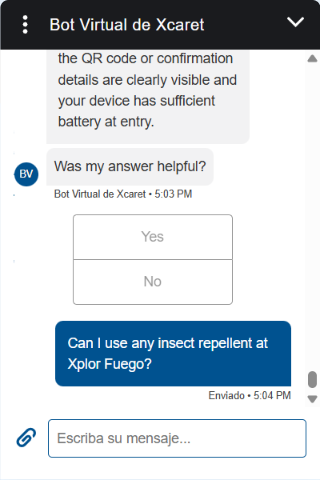 Bot Virtual de Xcaret
the QR code or confirmation
details are clearly visible and
your device has sufficient
battery at entry.
Was my answer helpful?
BV
Bot Virtual de Xcaret • 5:03 PM
Yes
No
Can I use any insect repellent at
Xplor Fuego?
Enviado • 5:04 PM
Escriba su mensaje...